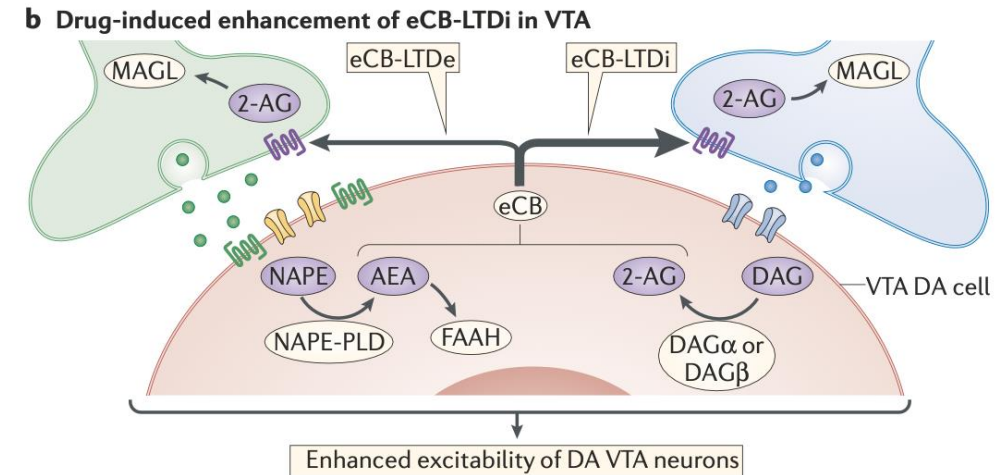 b Drug-induced enhancement of eCB-LTDi in VTA
eCB-LTDe
eCB-LTDi
MAGL
2-AG
2-AG
MAGL
eCB
NAPE
AEA
2-AG
DAG
VTA DA cell
NAPE-PLD
FAAH
DAGα or
DAGβ
Enhanced excitability of DA VTA neurons